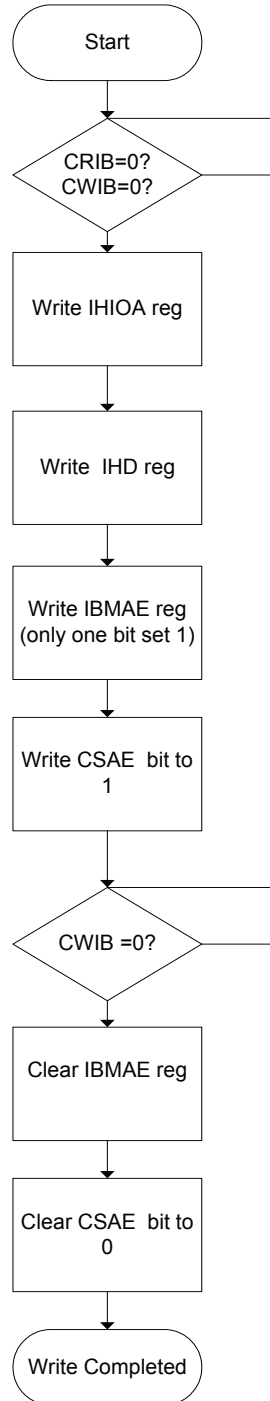 Start
CRIB=0?
CWIB=0?
Write IHIOA reg
Write IHD reg
Write IBMAE reg
(only one bit set 1)
Write CSAE bit to
1
CWIB =0?
Clear IBMAE reg
Clear CSAE bit to
0
Write Completed